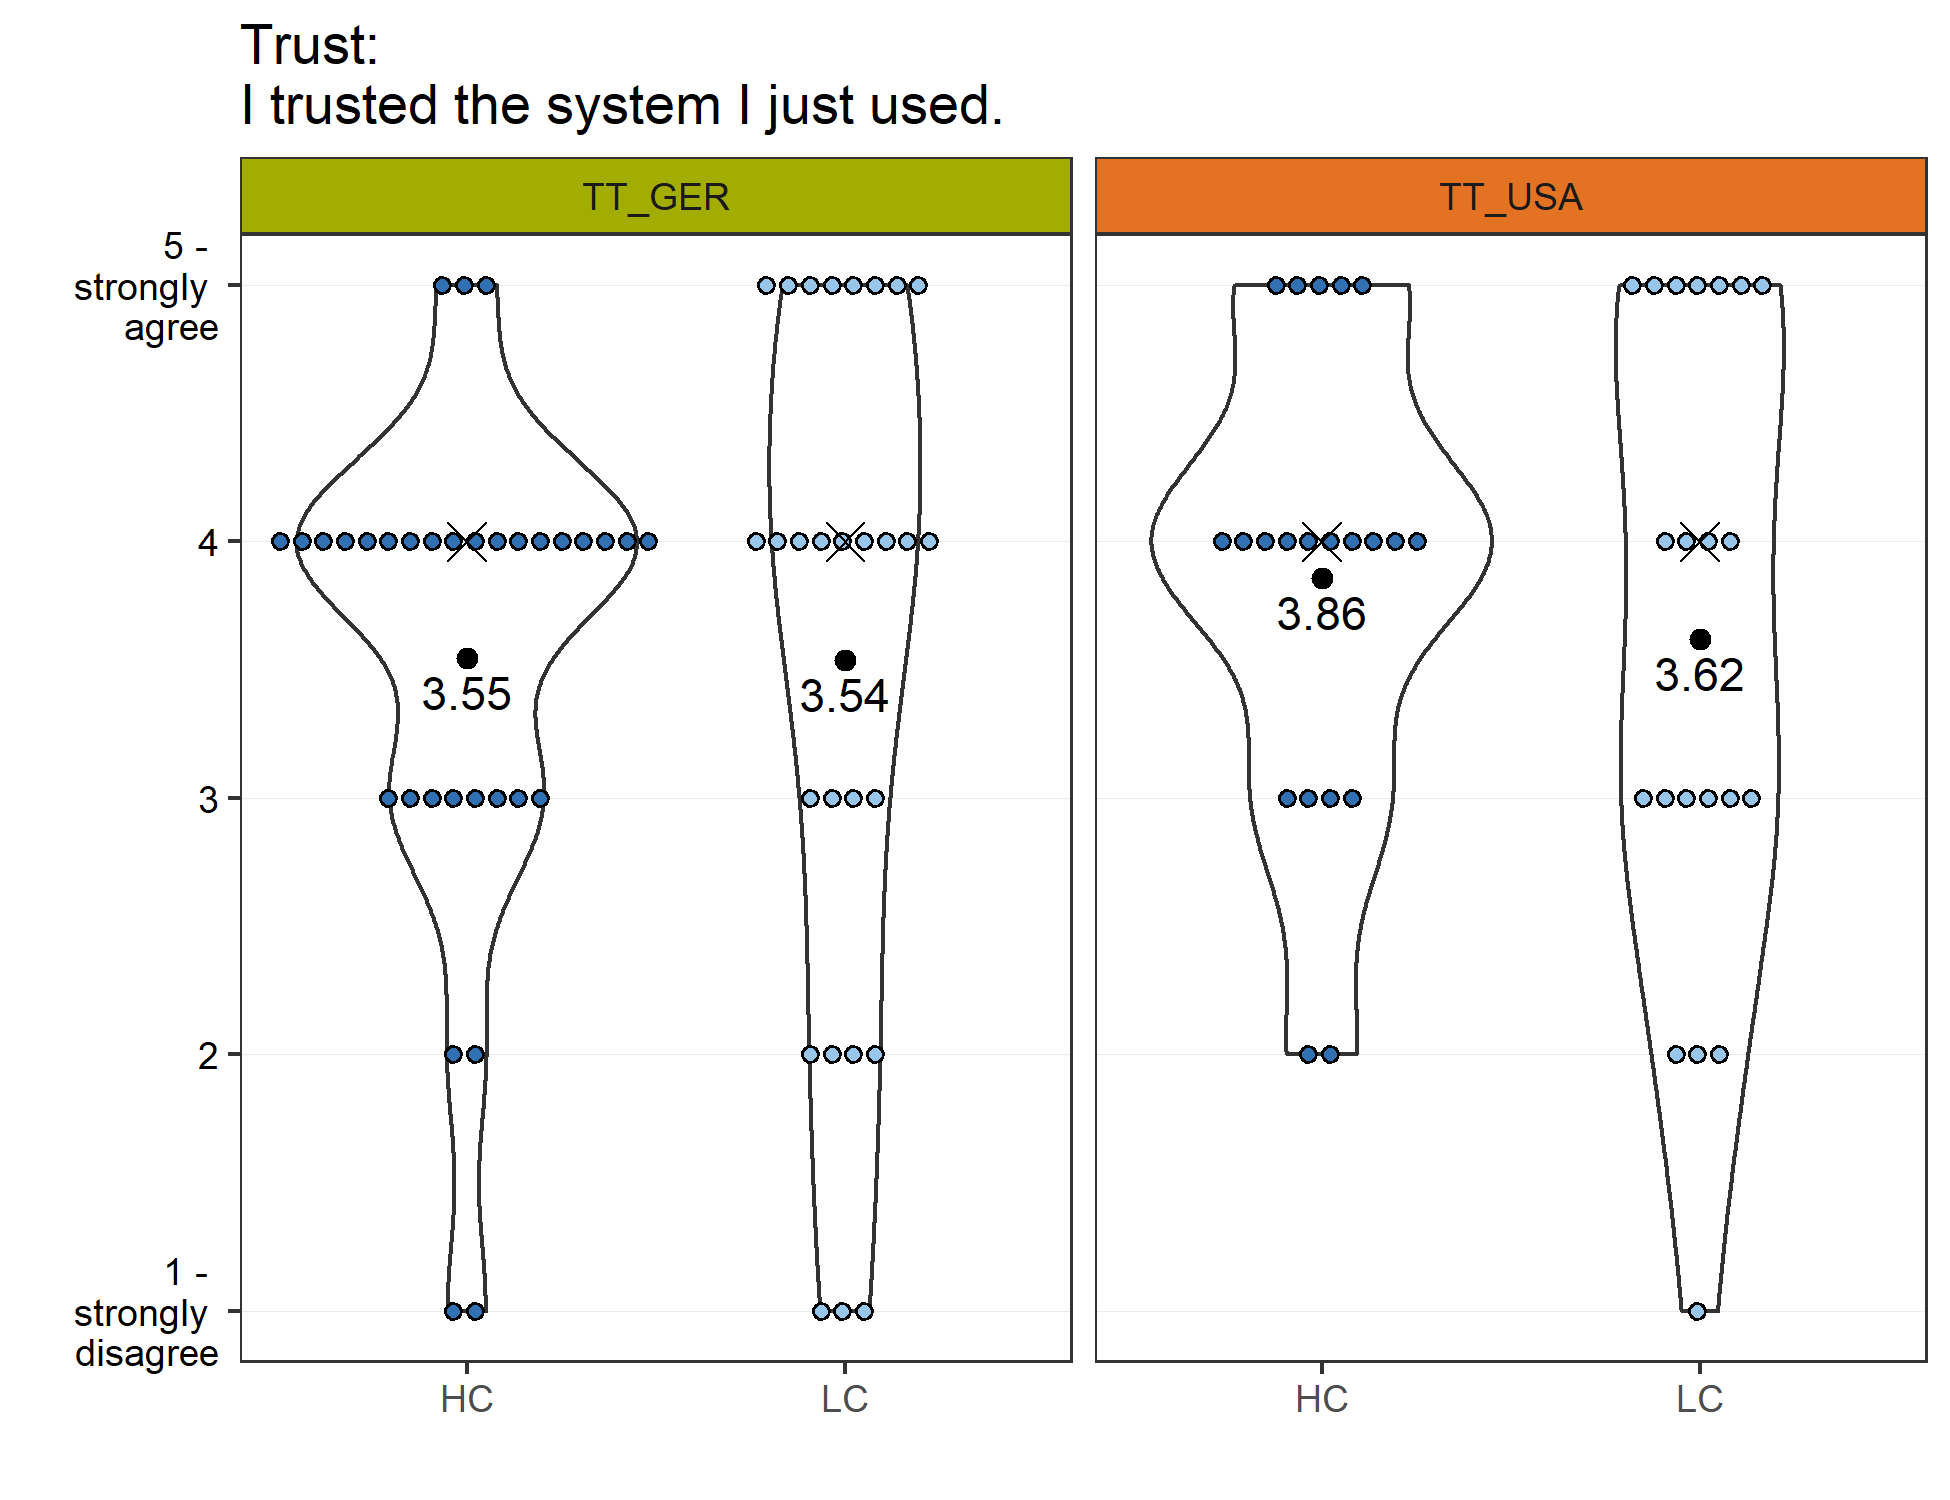 Trust:
I trusted the system I just used.
TT_GER
TT_USA
5 -
strongly
agree
4
3
2
1 -
strongly
disagree
3.55
3.54
3.86
3.62
HC
LC
HC
LC